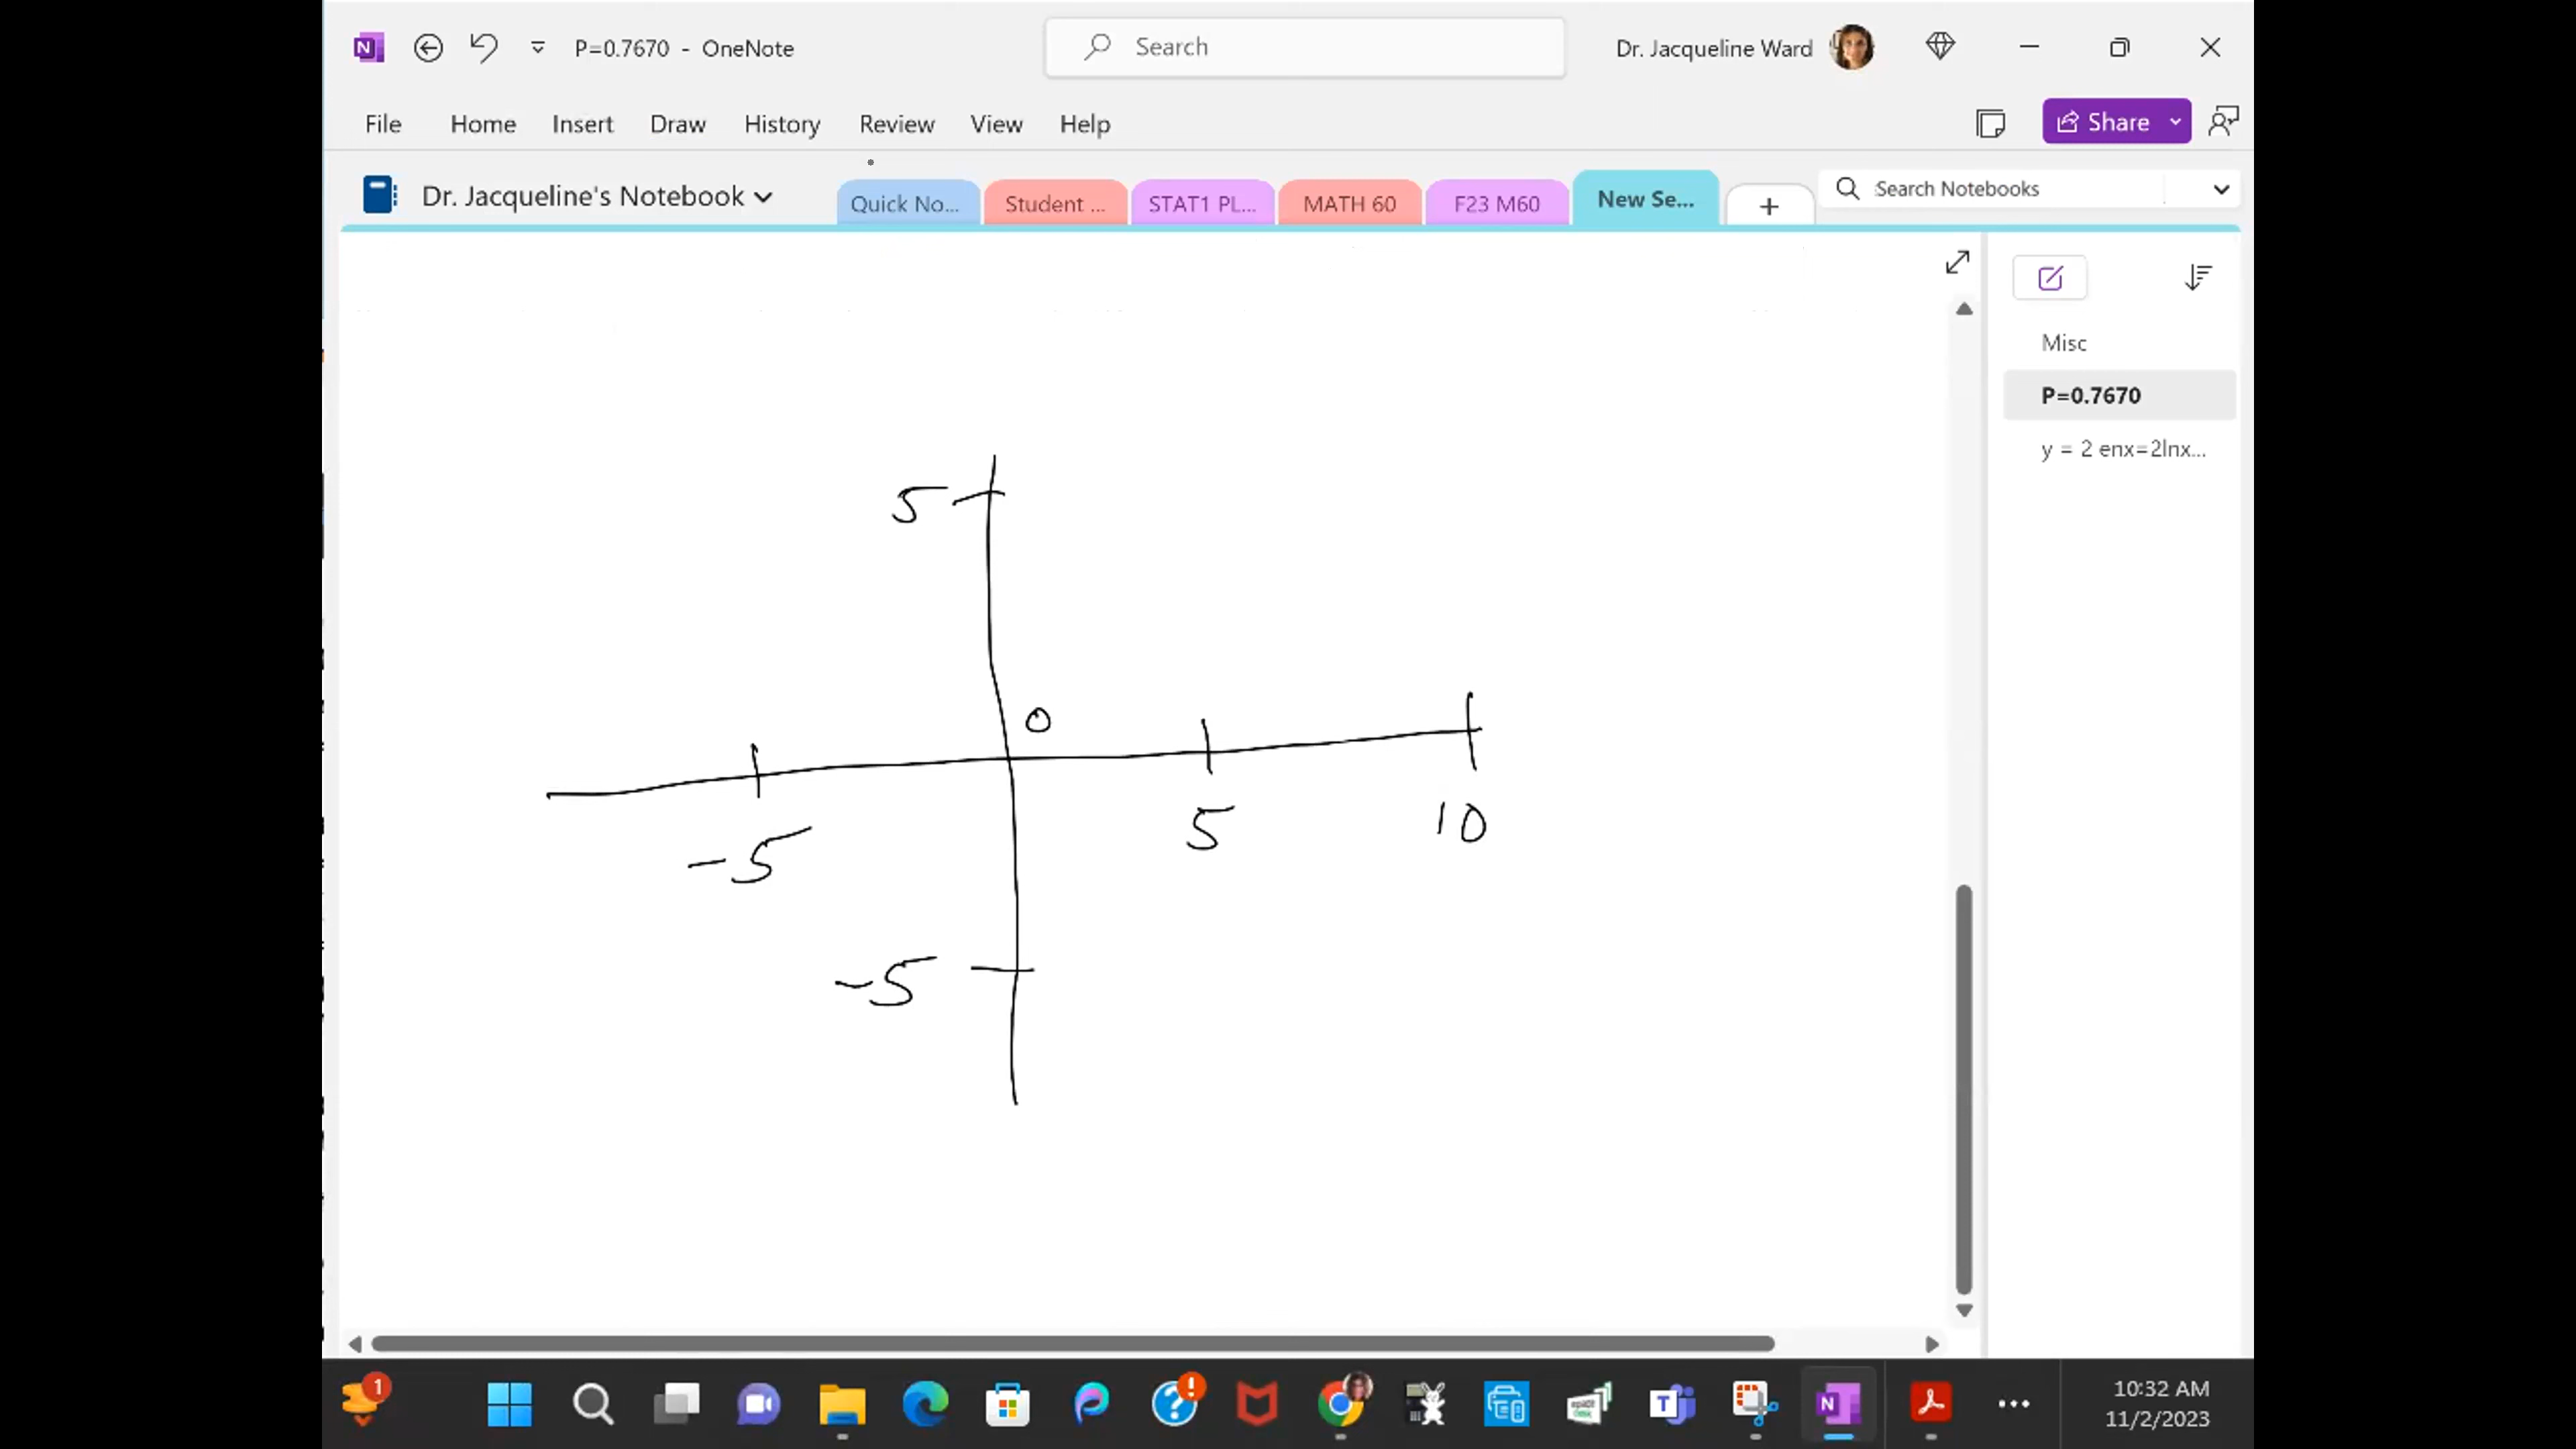 P=0.7670 - OneNote
Search
Dr. Jacqueline Ward
File Home Insert Draw History Review View Help
Share
Dr. Jacqueline's Notebook
Quick No...
Student ...
STAT1 PL...
MATH 60
F23 M60
New Se...
+
Search Notebooks
Misc
P=0.7670
y = 2 enx=2lnx...
5
0
-5
5
10
-5
1
10:32 AM
11/2/2023